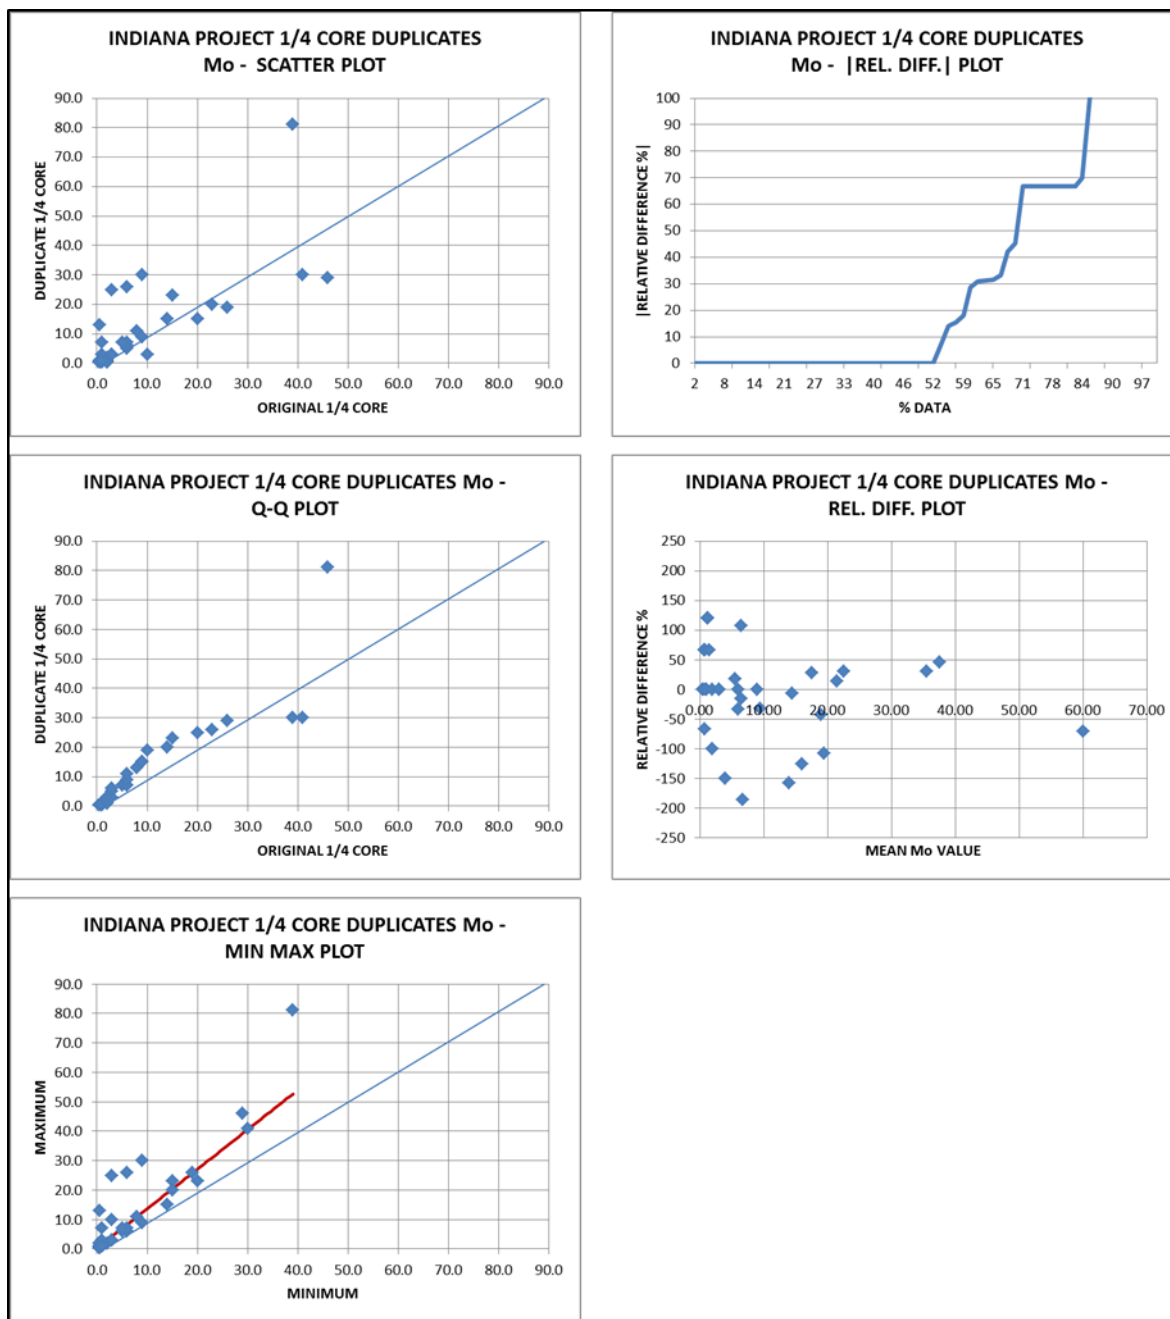 INDIANA PROJECT 1/4 CORE DUPLICATES
Mo - SCATTER PLOT
90.0
80.0
70.0
60.0
50.0
40.0
30.0
20.0
10.0
0.0
DUPLICATE 1/4 CORE
0.0 10.0 20.0 30.0 40.0 50.0 60.0 70.0 80.0 90.0
ORIGINAL 1/4 CORE
INDIANA PROJECT 1/4 CORE DUPLICATES
Mo - |REL. DIFF.| PLOT
100
90
80
70
60
50
40
30
20
10
0
|RELATIVE DIFFERENCE %|
2 8 14 21 27 33 40 46 52 59 65 71 78 84 90 97
% DATA
INDIANA PROJECT 1/4 CORE DUPLICATES Mo -
Q-Q PLOT
90.0
80.0
70.0
60.0
50.0
40.0
30.0
20.0
10.0
0.0
DUPLICATE 1/4 CORE
0.0 10.0 20.0 30.0 40.0 50.0 60.0 70.0 80.0 90.0
ORIGINAL 1/4 CORE
INDIANA PROJECT 1/4 CORE DUPLICATES Mo -
REL. DIFF. PLOT
250
200
150
100
50
0
-50
-100
-150
-200
-250
RELATIVE DIFFERENCE %
0.00 10.00 20.00 30.00 40.00 50.00 60.00 70.00
MEAN Mo VALUE
INDIANA PROJECT 1/4 CORE DUPLICATES Mo -
MIN MAX PLOT
90.0
80.0
70.0
60.0
50.0
40.0
30.0
20.0
10.0
0.0
MAXIMUM
0.0 10.0 20.0 30.0 40.0 50.0 60.0 70.0 80.0 90.0
MINIMUM